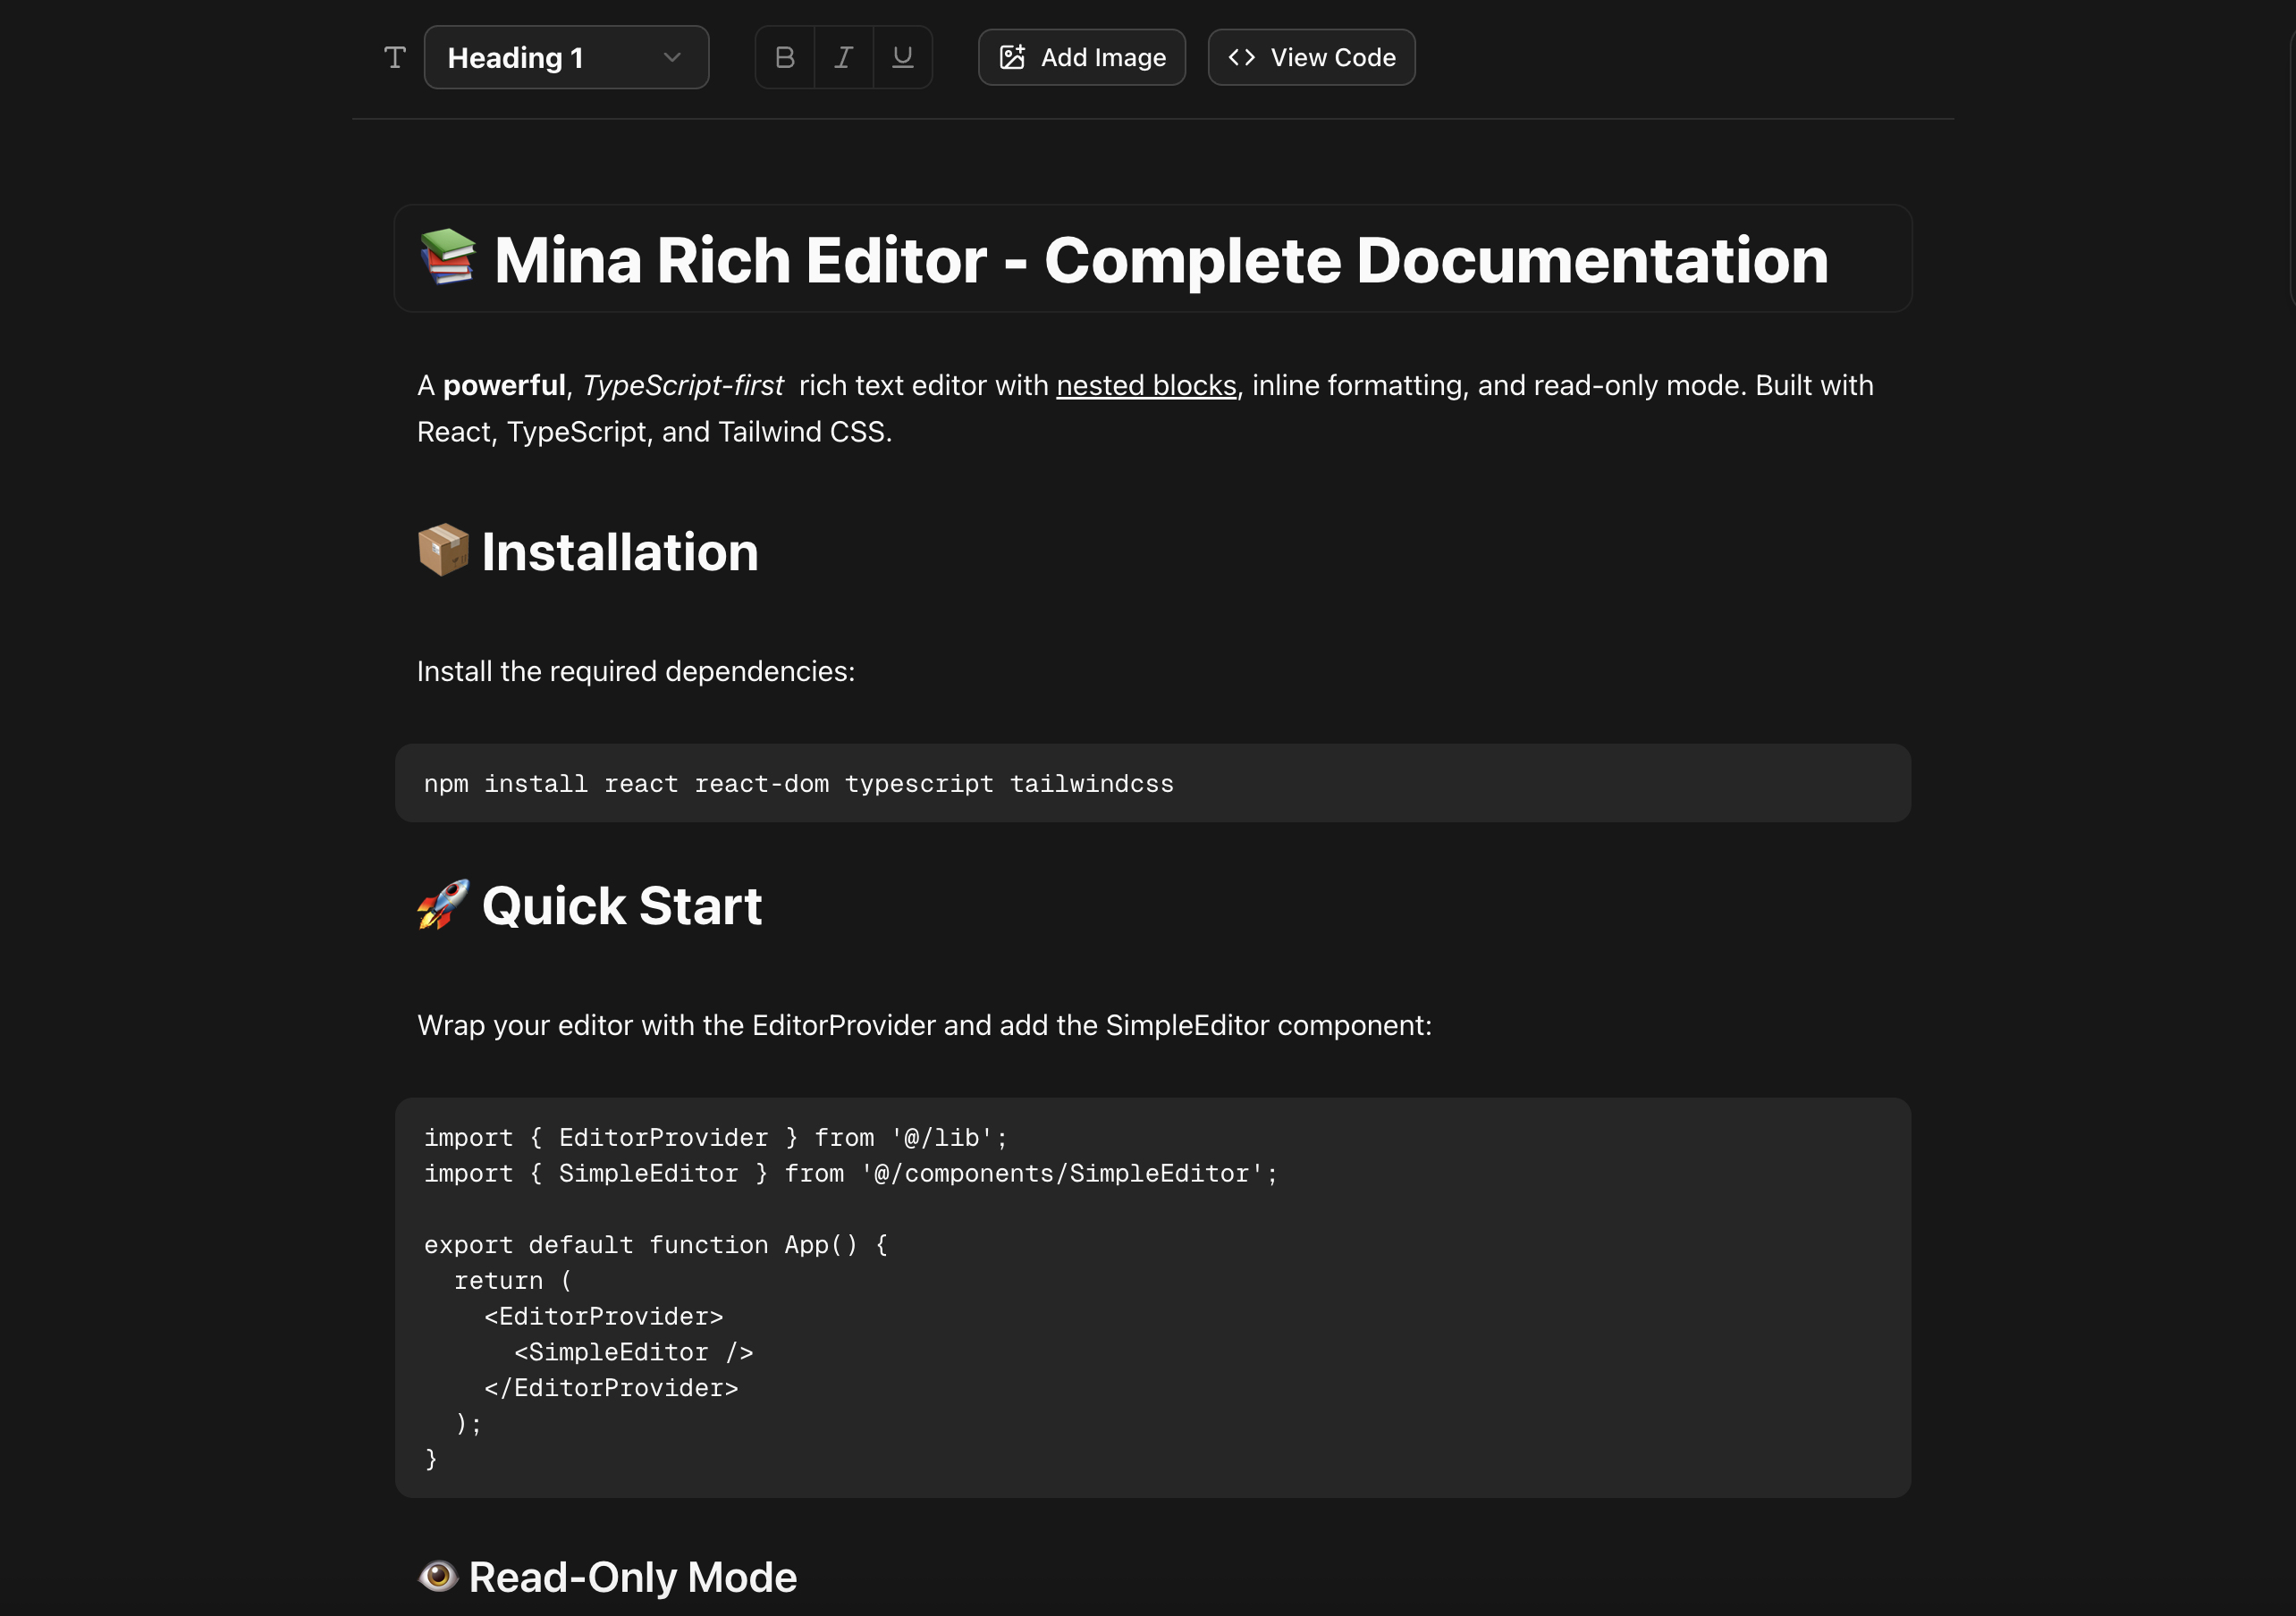 Heading 1
B I U
Add Image
View Code
📚 Mina Rich Editor - Complete Documentation
A powerful, TypeScript-first  rich text editor with nested blocks, inline formatting, and read-only mode. Built with
React, TypeScript, and Tailwind CSS.
📦 Installation
Install the required dependencies:
npm install react react-dom typescript tailwindcss
🚀 Quick Start
Wrap your editor with the EditorProvider and add the SimpleEditor component:
import { EditorProvider } from '@/lib';
import { SimpleEditor } from '@/components/SimpleEditor';

export default function App() {
  return (
    <EditorProvider>
      <SimpleEditor />
    </EditorProvider>
  );
}
👁️ Read-Only Mode